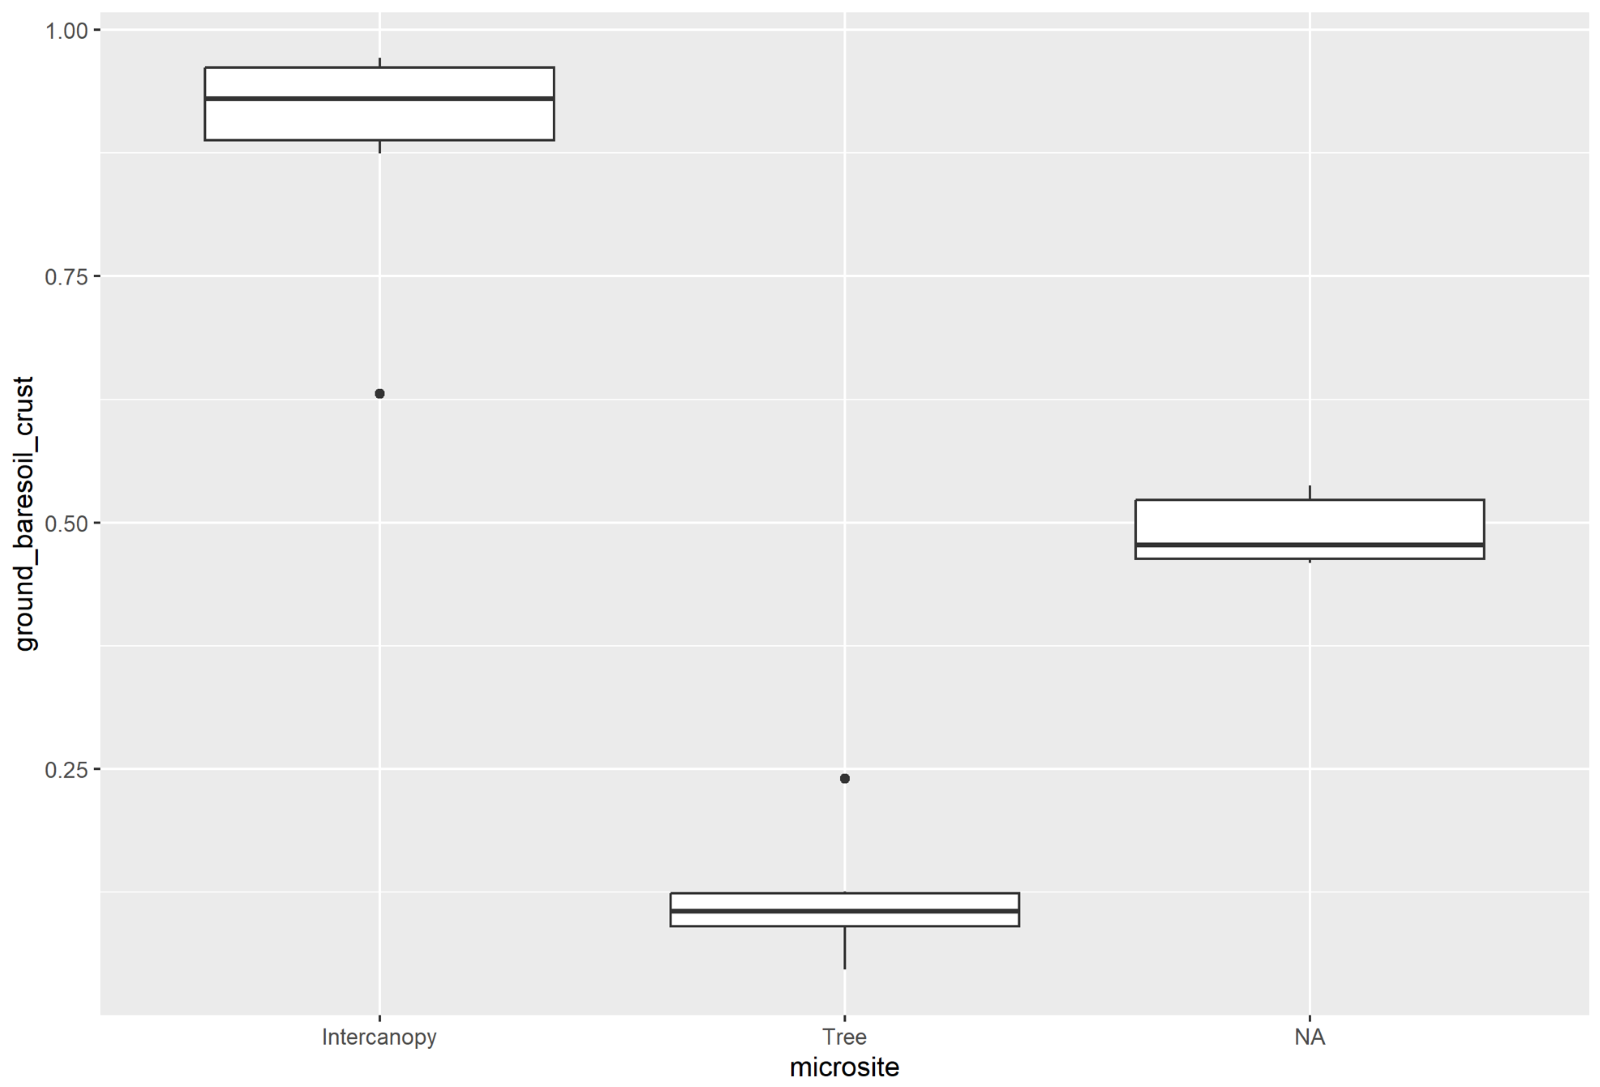 1.00
0.75
0.50
0.25
ground_baresoil_crust
Intercanopy Tree NA
microsite